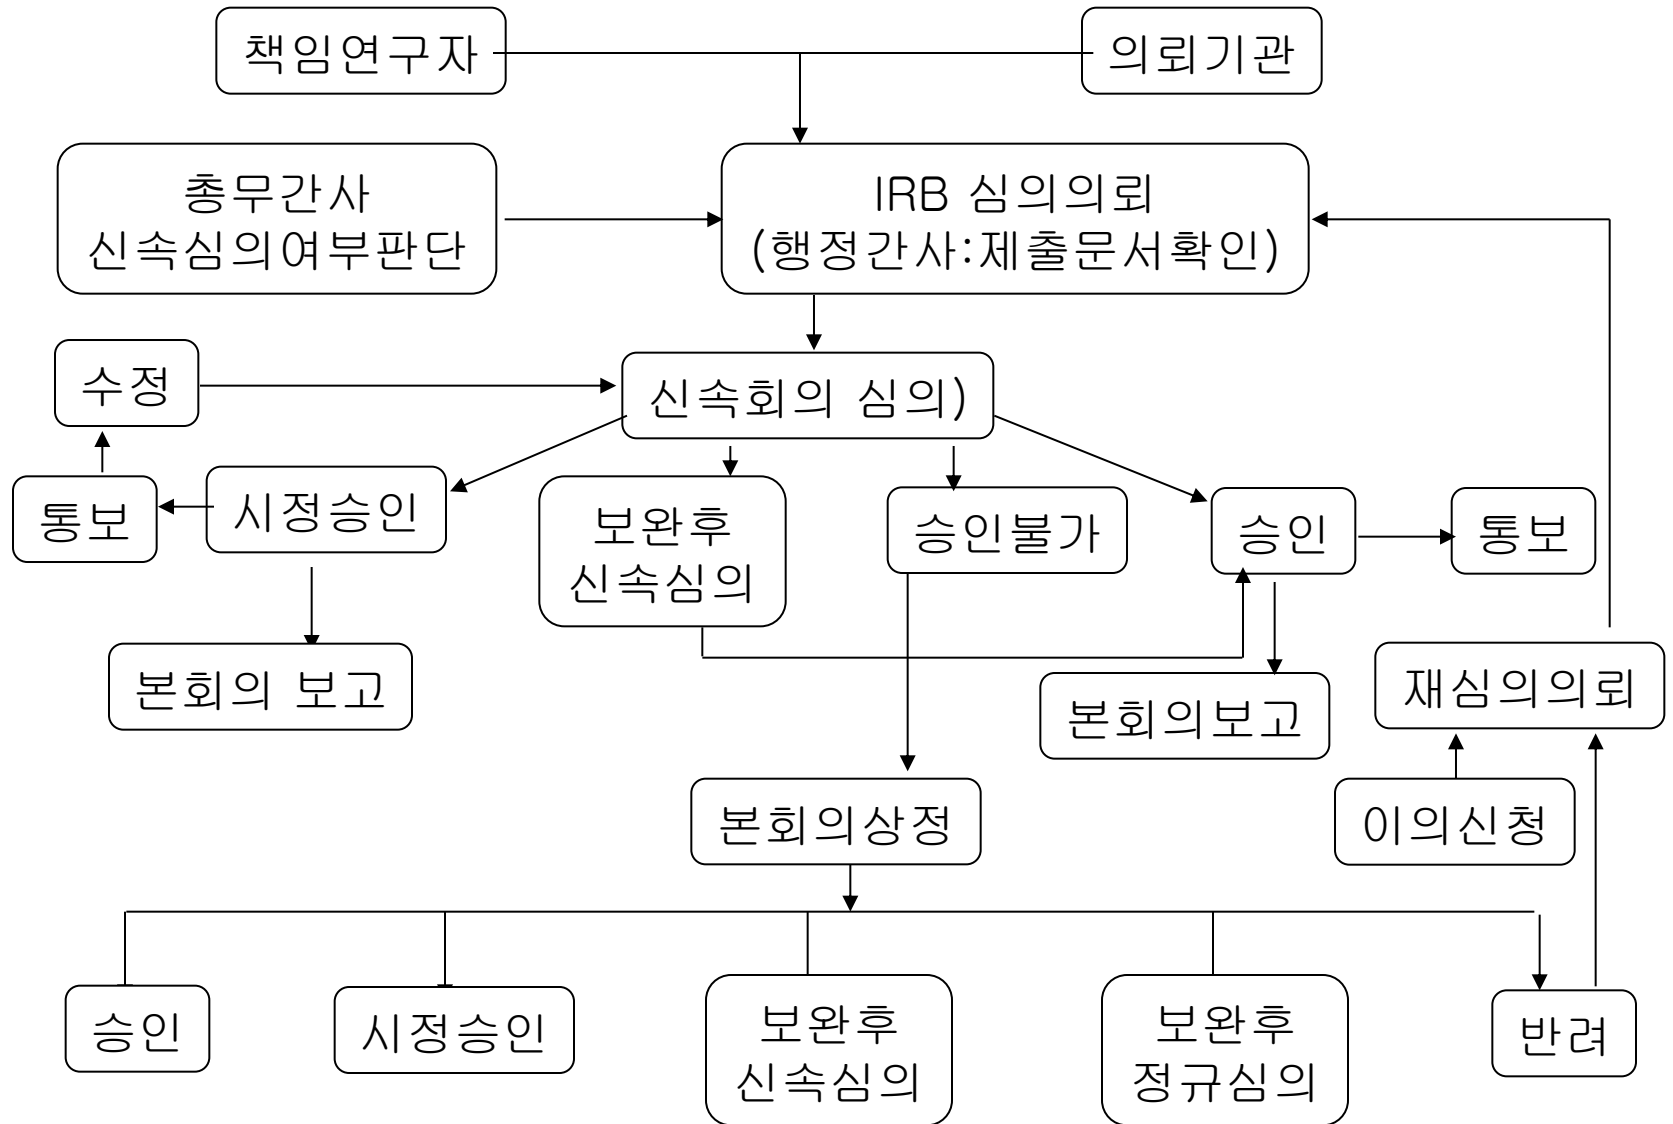 책임연구자
의뢰기관
총무간사
신속심의여부판단
IRB 심의의뢰
(행정간사:제출문서확인)
수정
신속회의 심의)
통보
시정승인
보완후
신속심의
승인불가
승인
통보
본회의 보고
본회의보고
재심의의뢰
본회의상정
이의신청
승인
시정승인
보완후
신속심의
보완후
정규심의
반려